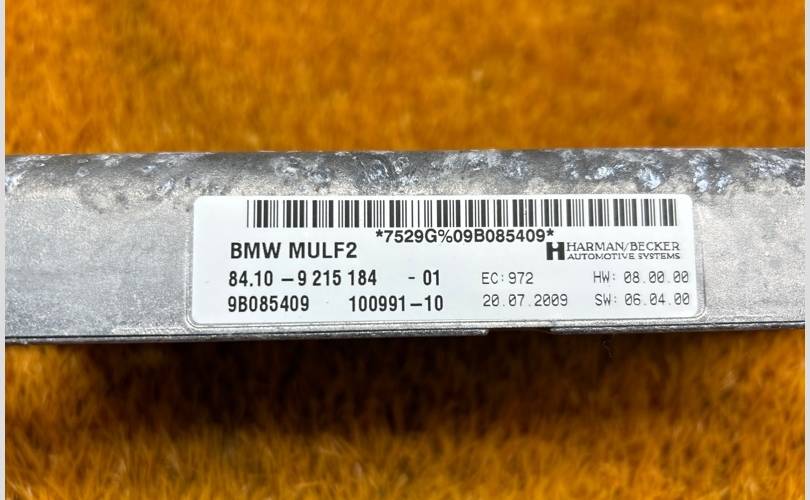 *7529G%09B085409*
BMW MULF2
HARMAN/BECKER
AUTOMOTIVE SYSTEMS
84.10 – 9 215 184 - 01 EC: 972 HW: 08.00.00
9B085409 100991–10 20.07.2009 SW: 06.04.00